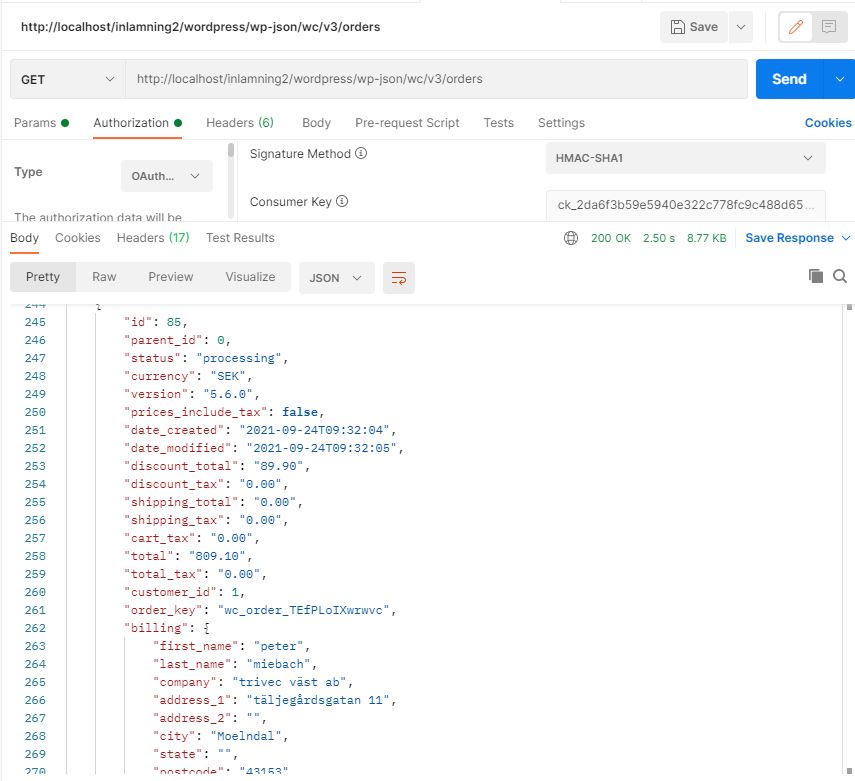 http://localhost/inlamning2/wordpress/wp-json/wc/v3/orders
Save
GET
http://localhost/inlamning2/wordpress/wp-json/wc/v3/orders
Send
Params
Authorization
Headers (6)
Body
Pre-request Script
Tests
Settings
Cookies
Type
OAuth...
The authorization data will be
Signature Method
HMAC-SHA1
Consumer Key
ck_2da6f3b59e5940e322c778fc9c488d65...
Body
Cookies
Headers (17)
Test Results
200 OK
2.50 s
8.77 KB
Save Response
Pretty
Raw
Preview
Visualize
JSON
244 {
245 "id": 85,
246 "parent_id": 0,
247 "status": "processing",
248 "currency": "SEK",
249 "version": "5.6.0",
250 "prices_include_tax": false,
251 "date_created": "2021-09-24T09:32:04",
252 "date_modified": "2021-09-24T09:32:05",
253 "discount_total": "89.90",
254 "discount_tax": "0.00",
255 "shipping_total": "0.00",
256 "shipping_tax": "0.00",
257 "cart_tax": "0.00",
258 "total": "809.10",
259 "total_tax": "0.00",
260 "customer_id": 1,
261 "order_key": "wc_order_TEfPLoIXwrwvc",
262 "billing": {
263 "first_name": "peter",
264 "last_name": "miebach",
265 "company": "trivec väst ab",
266 "address_1": "täljegårdsgatan 11",
267 "address_2": "",
268 "city": "Moelndal",
269 "state": "",
270 "postcode": "43153"